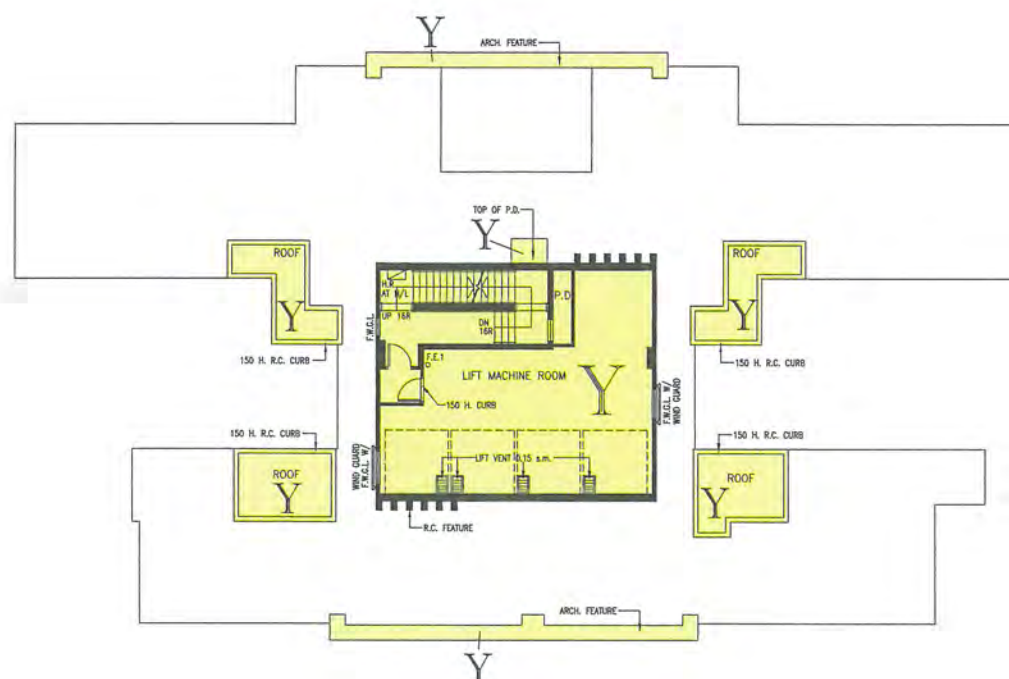 Y
ARCH. FEATURE
TOP OF P.D.
Y
ROOF
Y
150 H. R.C. CURB
ROOF
Y
150 H. R.C. CURB
H.R.
AT H/L
UP 16R
DN
16R
P.D
F.W.G.L.
F.E.1
LIFT MACHINE ROOM
Y
150 H. CURB
F.W.G.L. W/
WIND GUARD
150 H. R.C. CURB
ROOF
Y
150 H. R.C. CURB
ROOF
Y
WIND GUARD
F.W.G.L. W/
LIFT VENT 0.15 s.m.
R.C. FEATURE
ARCH. FEATURE
Y